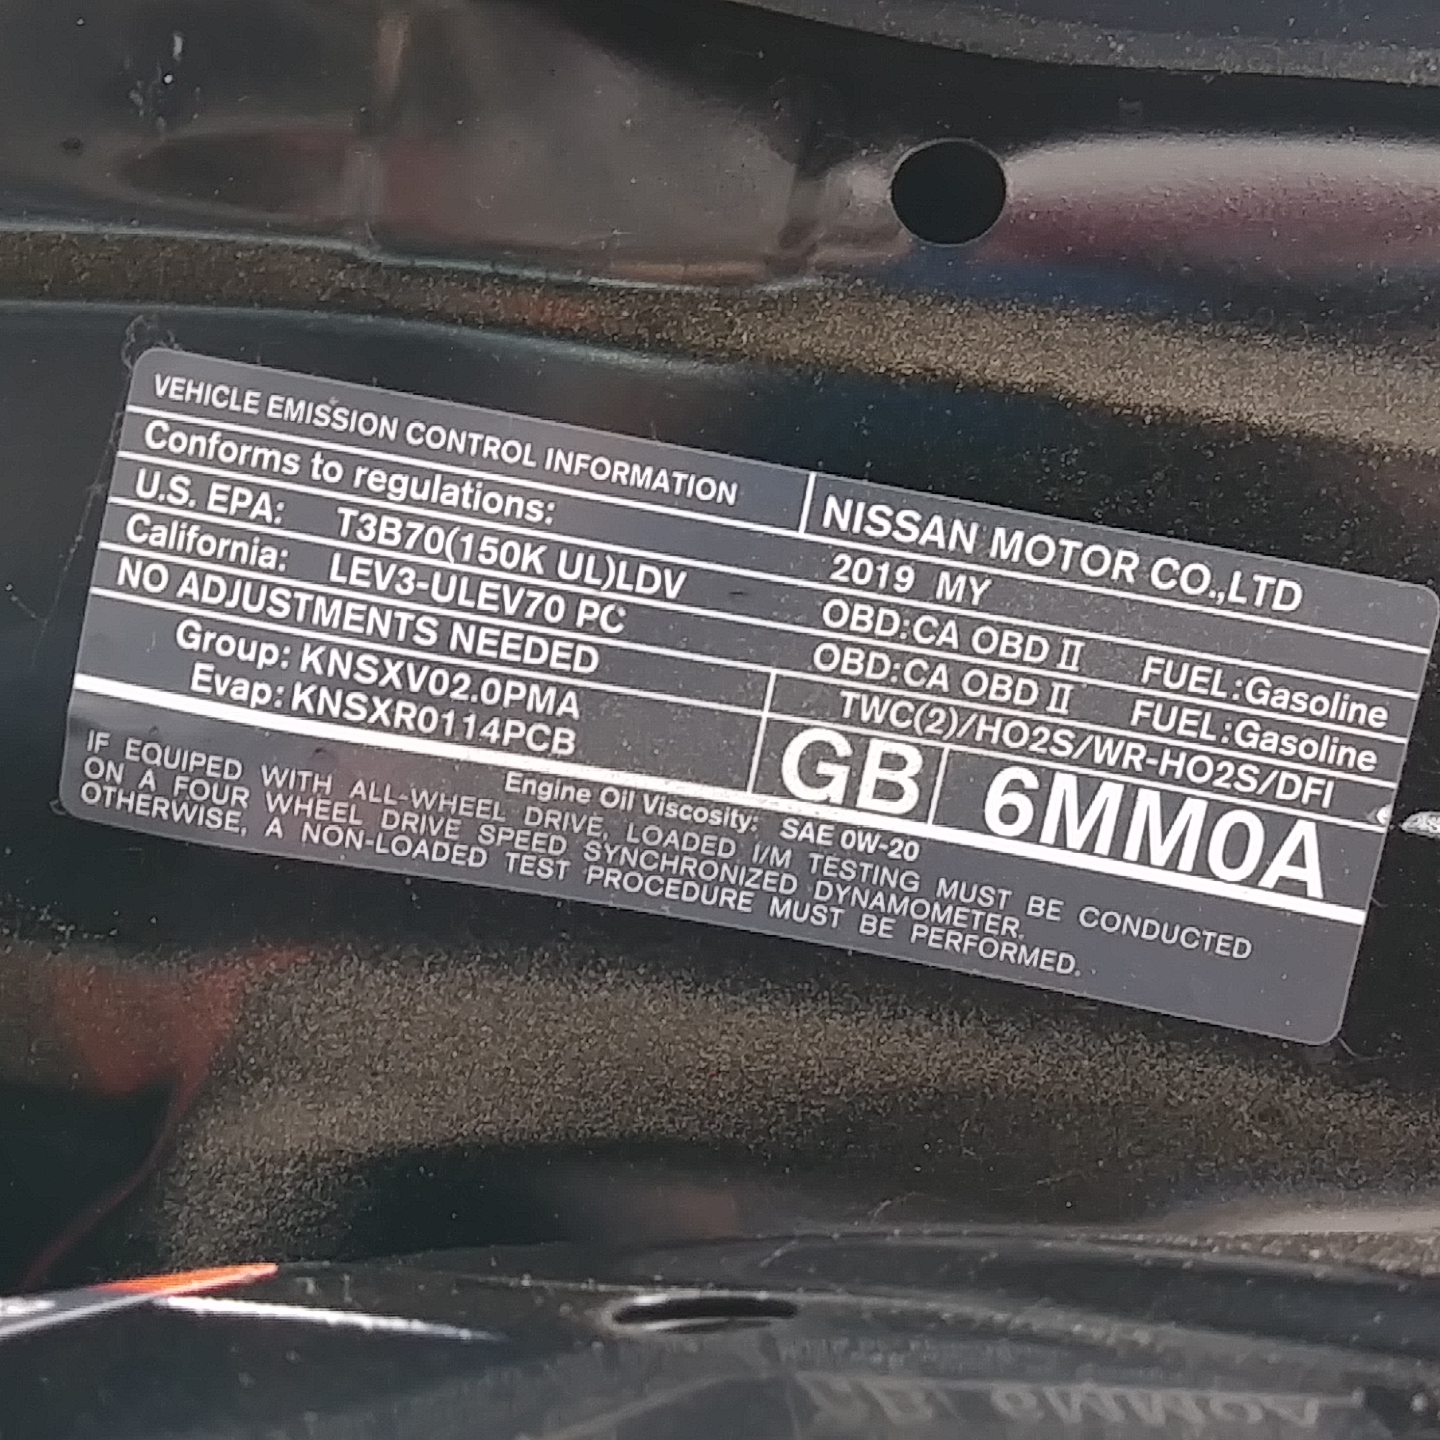 VEHICLE EMISSION CONTROL INFORMATION NISSAN MOTOR CO.,LTD
Conforms to regulations: 2019 MY
U.S. EPA: T3B70(150K UL)LDV OBD:CA OBD II FUEL:Gasoline
California: LEV3-ULEV70 PC OBD:CA OBD II FUEL:Gasoline
NO ADJUSTMENTS NEEDED TWC(2)/HO2S/WR-HO2S/DFI
Group: KNSXV02.0PMA GB 6MM0A
Evap: KNSXR0114PCB
Engine Oil Viscosity: SAE 0W-20
IF EQUIPED WITH ALL-WHEEL DRIVE, LOADED I/M TESTING MUST BE CONDUCTED
ON A FOUR WHEEL DRIVE SPEED SYNCHRONIZED DYNAMOMETER.
OTHERWISE, A NON-LOADED TEST PROCEDURE MUST BE PERFORMED.